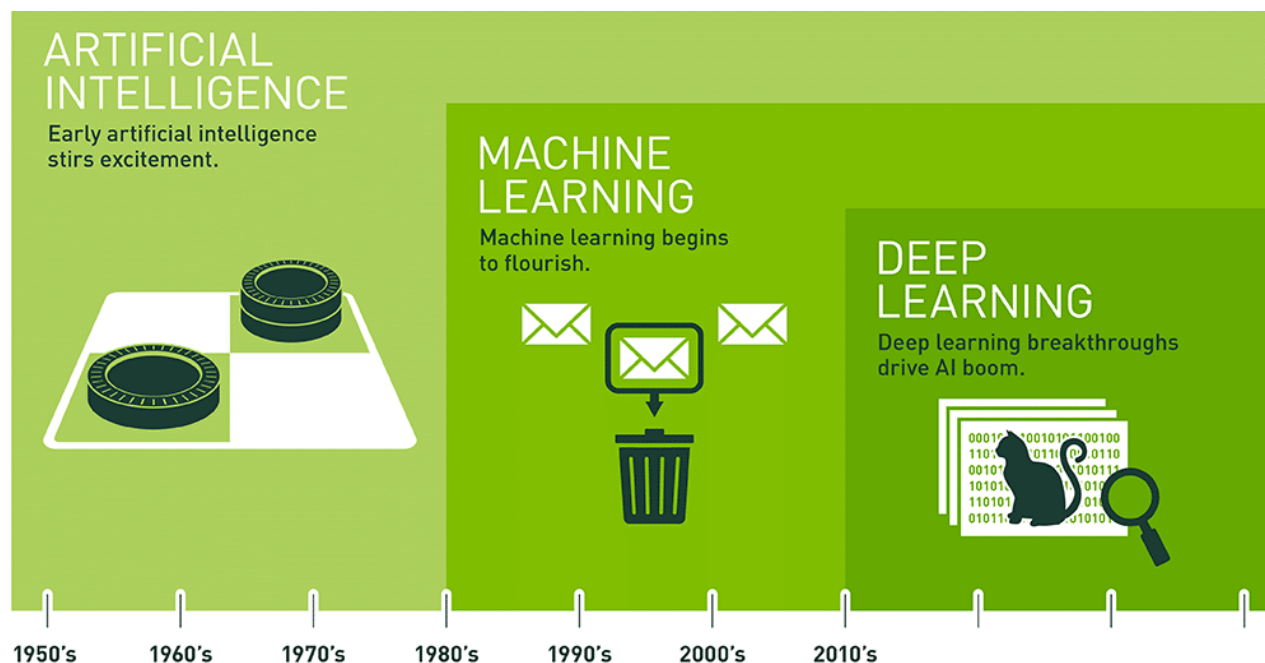 ARTIFICIAL
INTELLIGENCE
Early artificial intelligence
stirs excitement.
MACHINE
LEARNING
Machine learning begins
to flourish.
DEEP
LEARNING
Deep learning breakthroughs
drive AI boom.
1950's
1960's
1970's
1980's
1990's
2000's
2010's